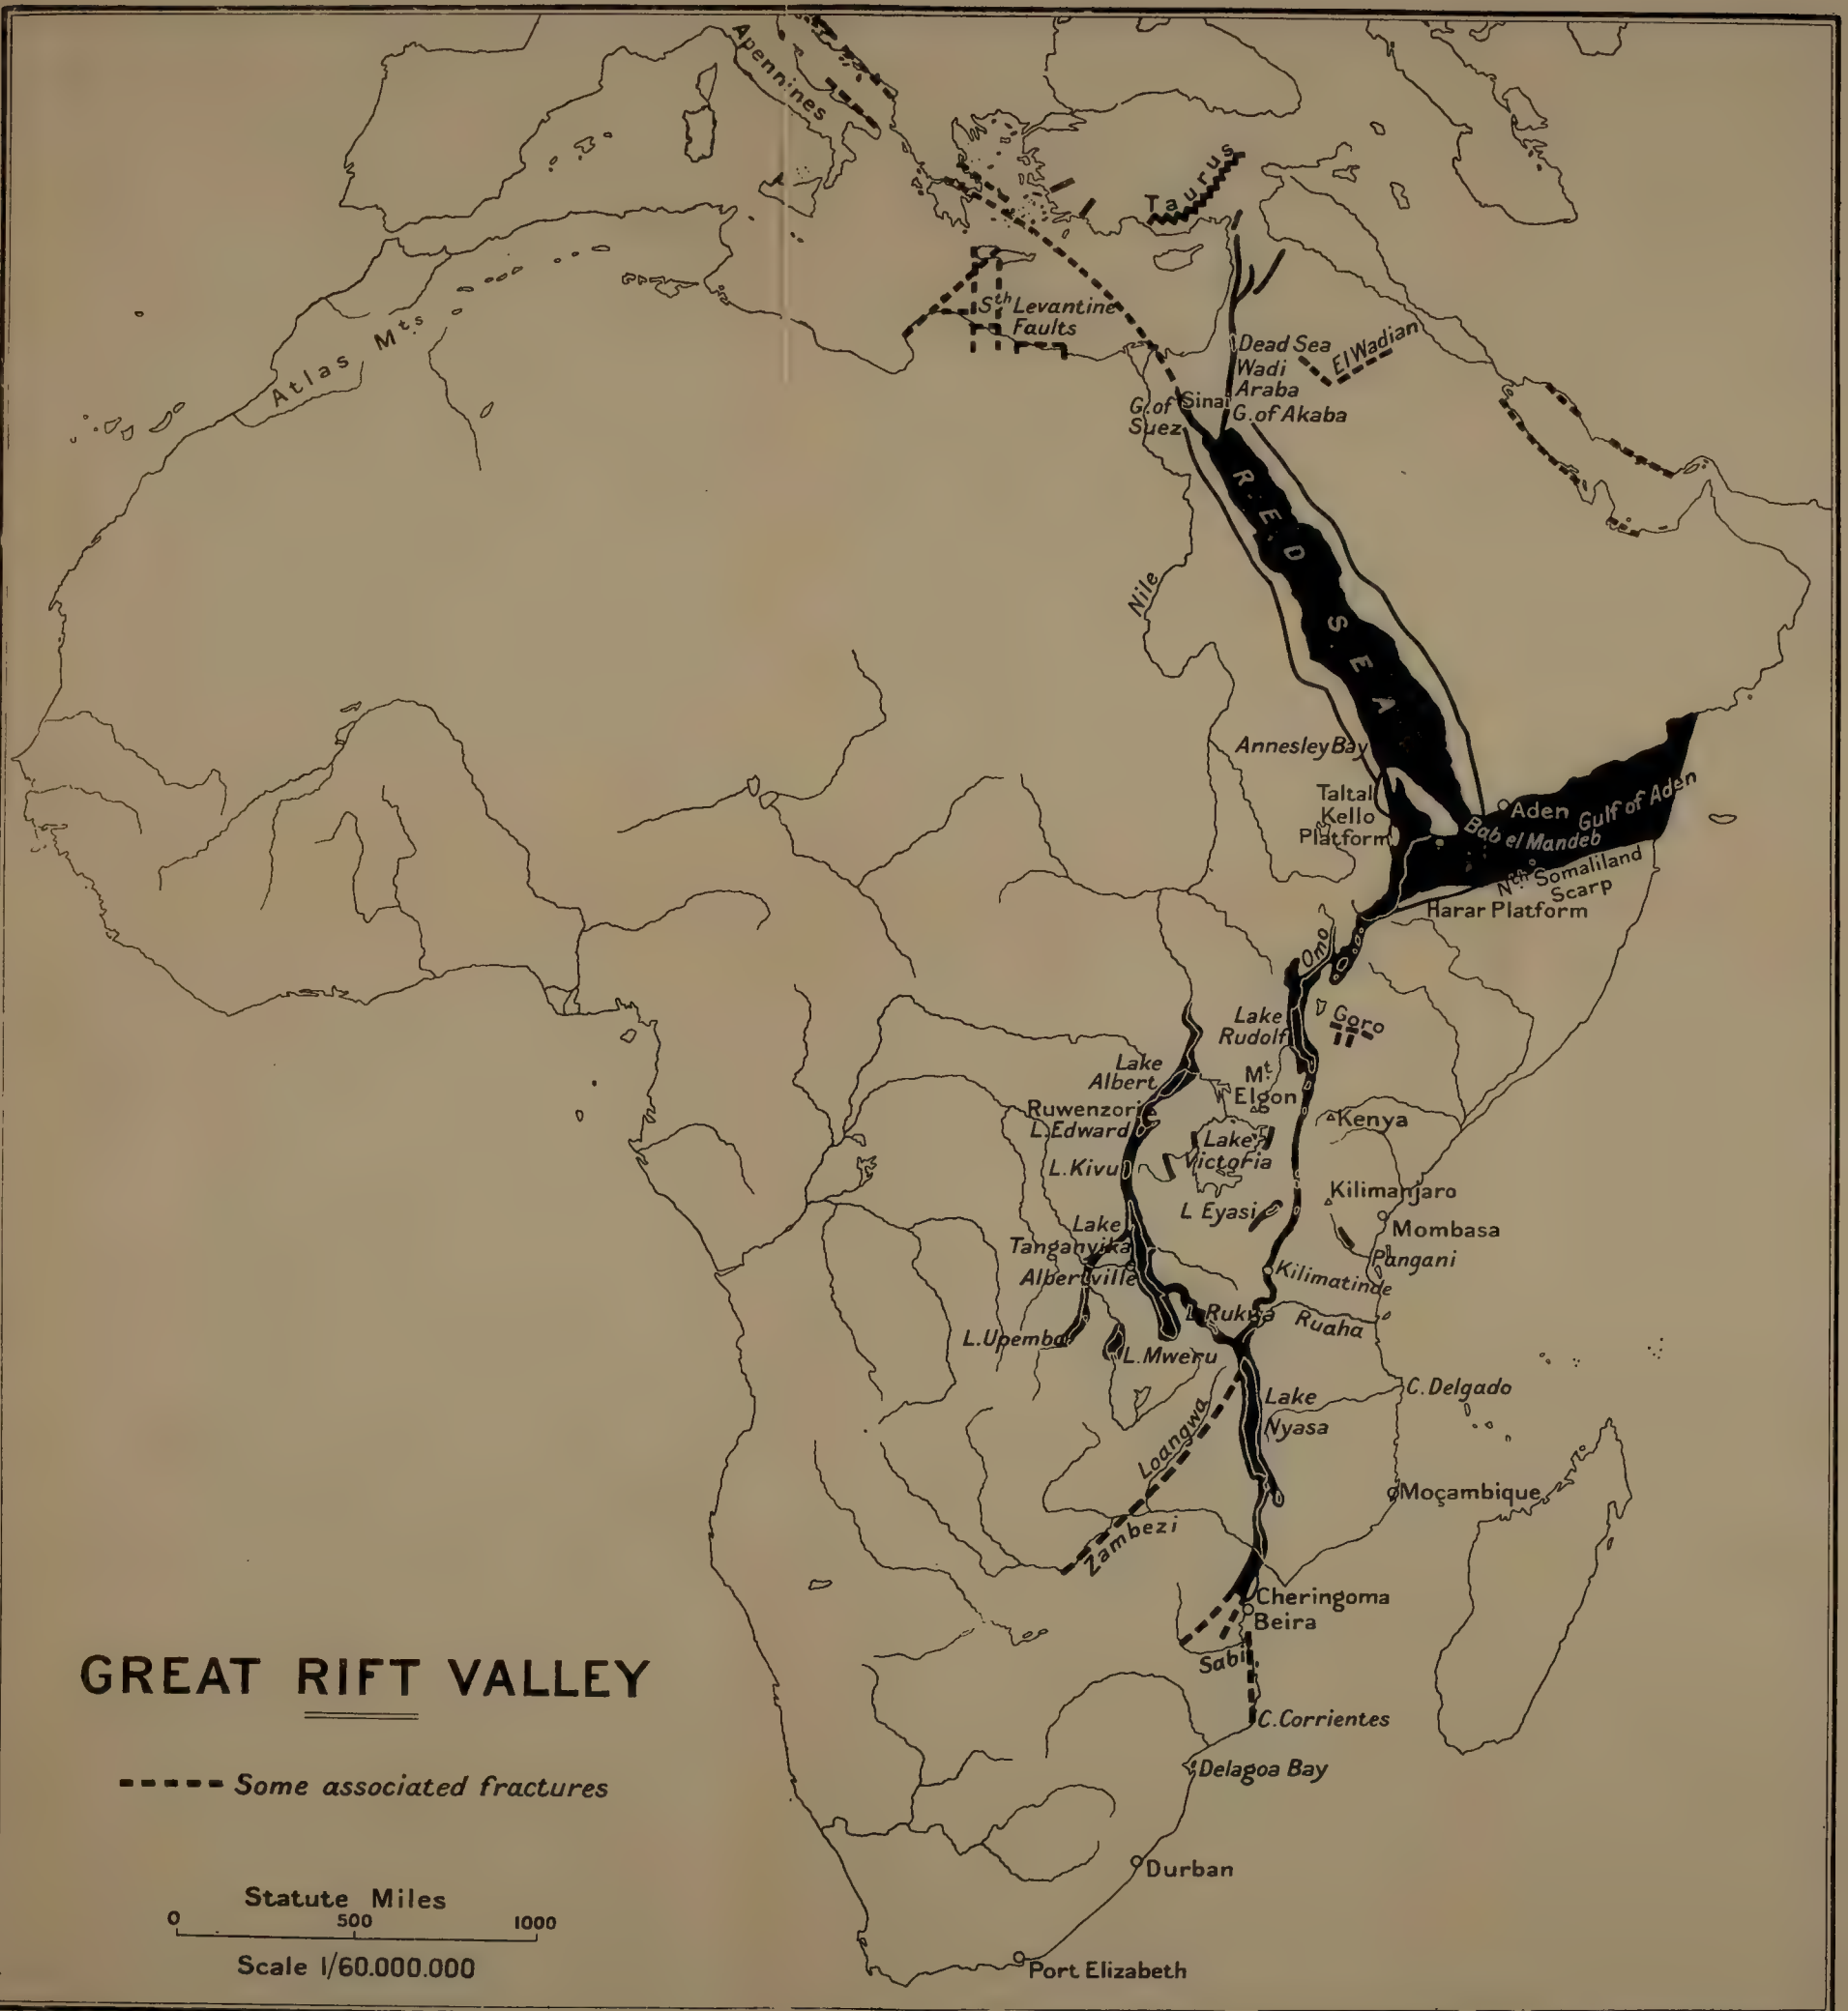 Apennines
Taurus
Atlas Mts
Sth Levantine
Faults
Dead Sea
El Wadian
Wadi
Araba
Sinai
G. of
Suez
G. of Akaba
RED SEA
Nile
Annesley Bay
Taltal
Kello
Platform
Aden
Gulf of Aden
Bab el Mandeb
Nth Somaliland
Scarp
Harar Platform
Omo
Lake
Rudolf
Goro
Lake
Albert
Mt
Elgon
Ruwenzori
L. Edward
Kenya
Lake
Victoria
L. Kivu
Kilimanjaro
L Eyasi
Mombasa
Lake
Tanganyika
Pangani
Albertville
Kilimatinde
L. Rukwa
Ruaha
L. Upemba
L. Mweru
C. Delgado
Lake
Nyasa
Loangwa
Moçambique
Zambezi
Cheringoma
Beira
Sabi
C. Corrientes
Delagoa Bay
Durban
Port Elizabeth
GREAT RIFT VALLEY
Some associated fractures
Statute Miles
0 500 1000
Scale 1/60.000.000